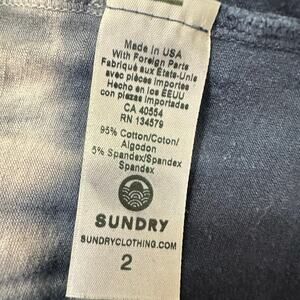 Made in USA
With Foreign Parts
Fabriqué aux États-Unis
avec pièces importées
Hecho en los EEUU
con piezas importadas
CA 40554
RN 134579
95% Cotton/Coton/
Algodon
5% Spandex/Spandex
Spandex
SUNDRY
SUNDRYCLOTHING.COM
2